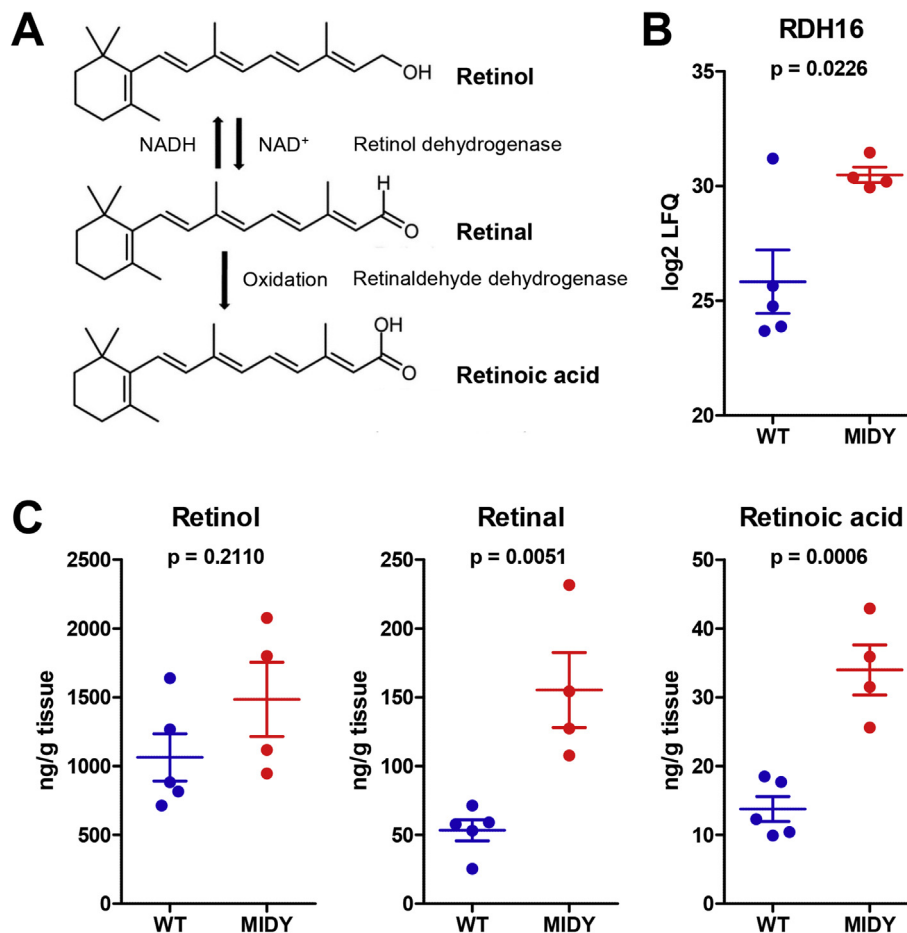 A
OH
Retinol
NADH
NAD⁺
Retinol dehydrogenase
H
O
Retinal
Oxidation
Retinaldehyde dehydrogenase
OH
O
Retinoic acid
B
RDH16
p = 0.0226
log2 LFQ
35
30
25
20
WT
MIDY
C
Retinol
p = 0.2110
ng/g tissue
2500
2000
1500
1000
500
0
WT
MIDY
Retinal
p = 0.0051
ng/g tissue
250
200
150
100
50
0
WT
MIDY
Retinoic acid
p = 0.0006
ng/g tissue
50
40
30
20
10
0
WT
MIDY